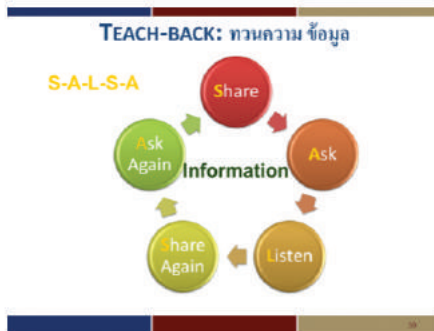 TEACH-BACK: ทวนความ ข้อมูล
S-A-L-S-A
Share
Ask
Listen
Share
Again
Ask
Again
Information